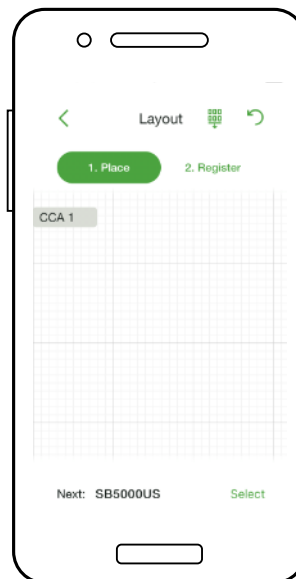 Layout
1. Place 2. Register
CCA 1
Next: SB5000US Select